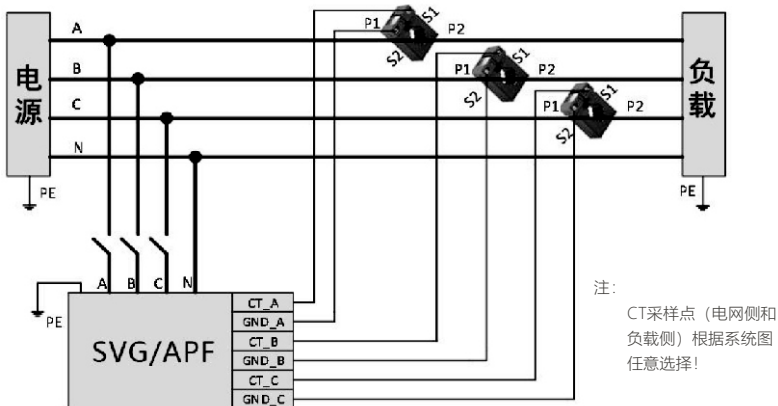 S1
P1
P2
A
S2
S1
B
P1
P2
电源
负载
S2
S1
C
P1
P2
S2
N
PE
PE
A
B
C
N
PE
CT_A
GND_A
CT_B
GND_B
CT_C
GND_C
SVG/APF
注:
CT采样点（电网侧和
负载侧）根据系统图
任意选择！